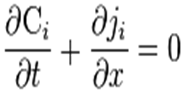 ∂C_i/∂t + ∂j_i/∂x = 0